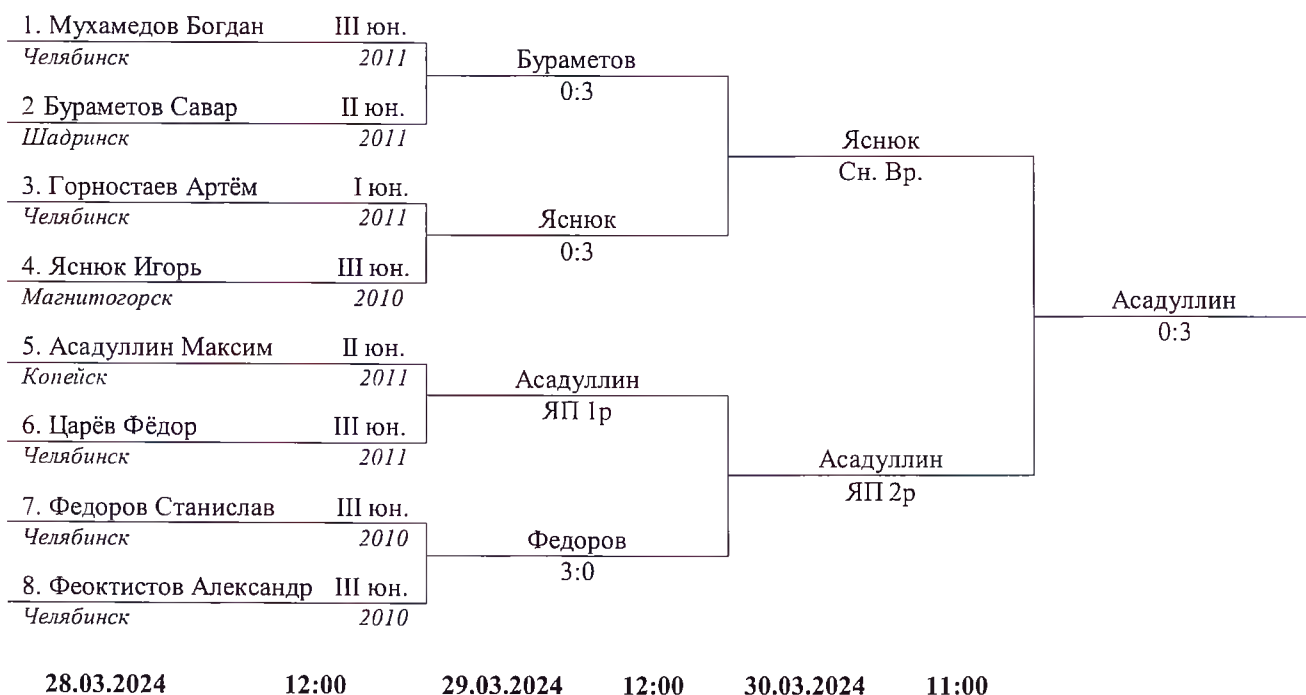 1. Мухамедов Богдан III юн.
Челябинск 2011
Бураметов
0:3
2 Бураметов Савар II юн.
Шадринск 2011
Яснюк
Сн. Вр.
3. Горностаев Артём I юн.
Челябинск 2011
Яснюк
0:3
4. Яснюк Игорь III юн.
Магнитогорск 2010
Асадуллин
0:3
5. Асадуллин Максим II юн.
Копейск 2011
Асадуллин
ЯП 1р
6. Царёв Фёдор III юн.
Челябинск 2011
Асадуллин
ЯП 2р
7. Федоров Станислав III юн.
Челябинск 2010
Федоров
3:0
8. Феоктистов Александр III юн.
Челябинск 2010
28.03.2024 12:00 29.03.2024 12:00 30.03.2024 11:00